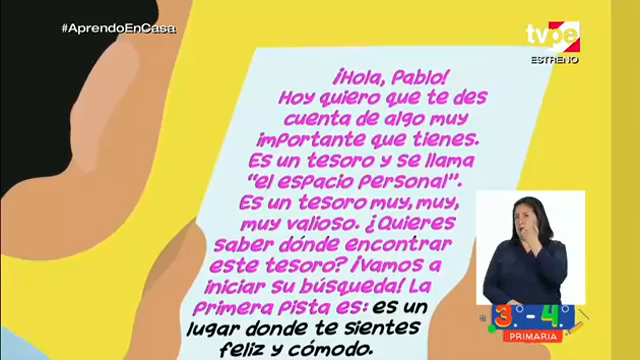 #AprendoEnCasa
tvpe
ESTRENO
¡Hola, Pablo!
Hoy quiero que te des
cuenta de algo muy
importante que tienes.
Es un tesoro y se llama
“el espacio personal”.
Es un tesoro muy, muy,
muy valioso. ¿Quieres
saber dónde encontrar
este tesoro? ¡Vamos a
iniciar su búsqueda! La
primera pista es: es un
lugar donde te sientes
feliz y cómodo.
3.° - 4.°
PRIMARIA